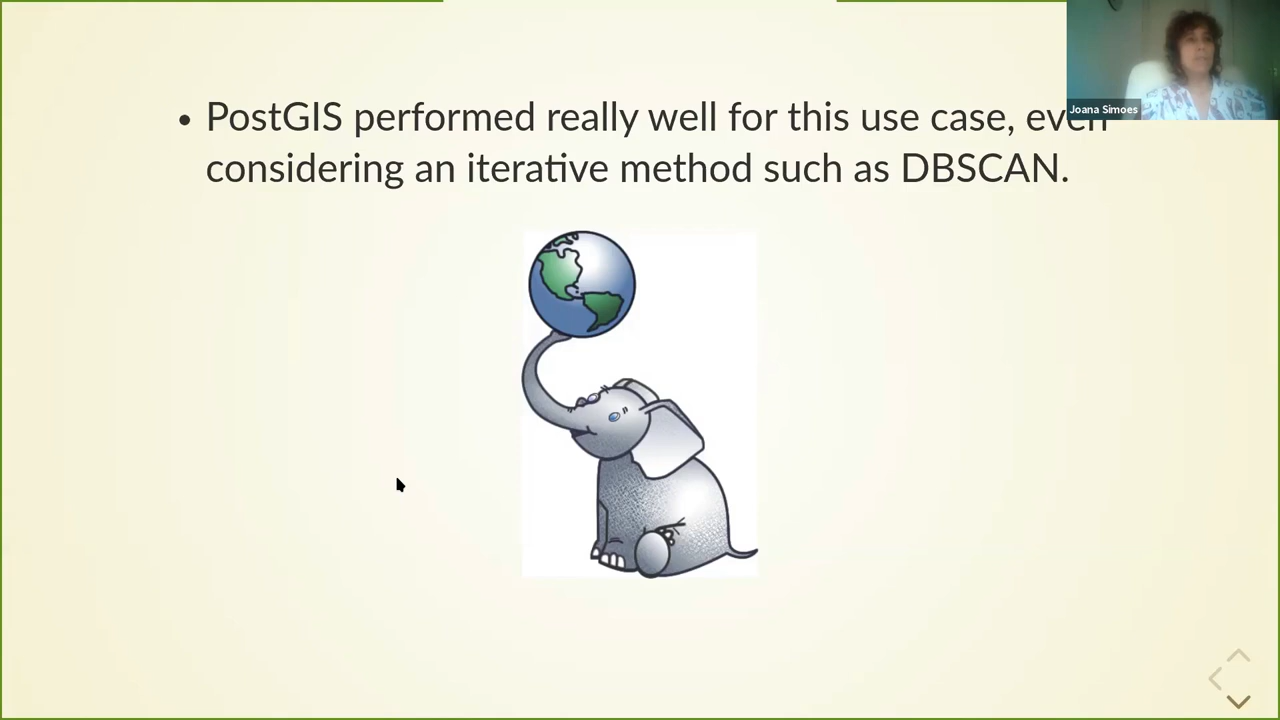 PostGIS performed really well for this use case, even
considering an iterative method such as DBSCAN.
Joana Simoes